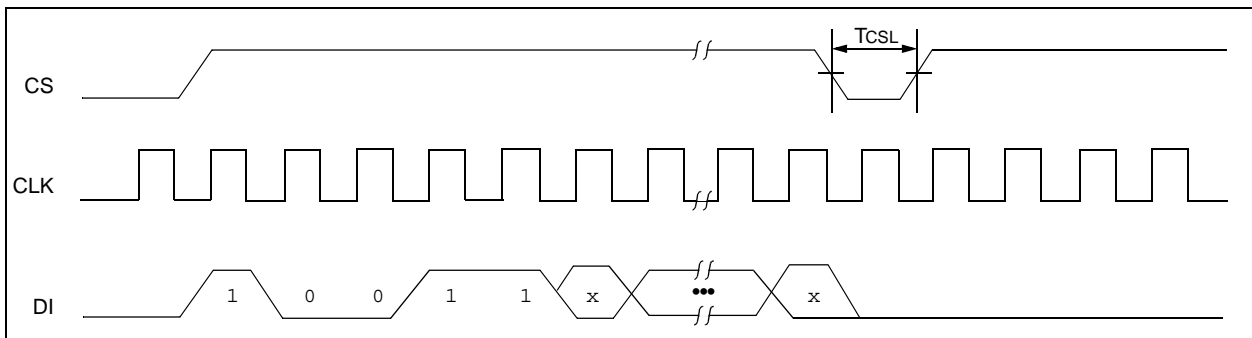 TCSL
CS
CLK
DI
1 0 0 1 1 x ••• x